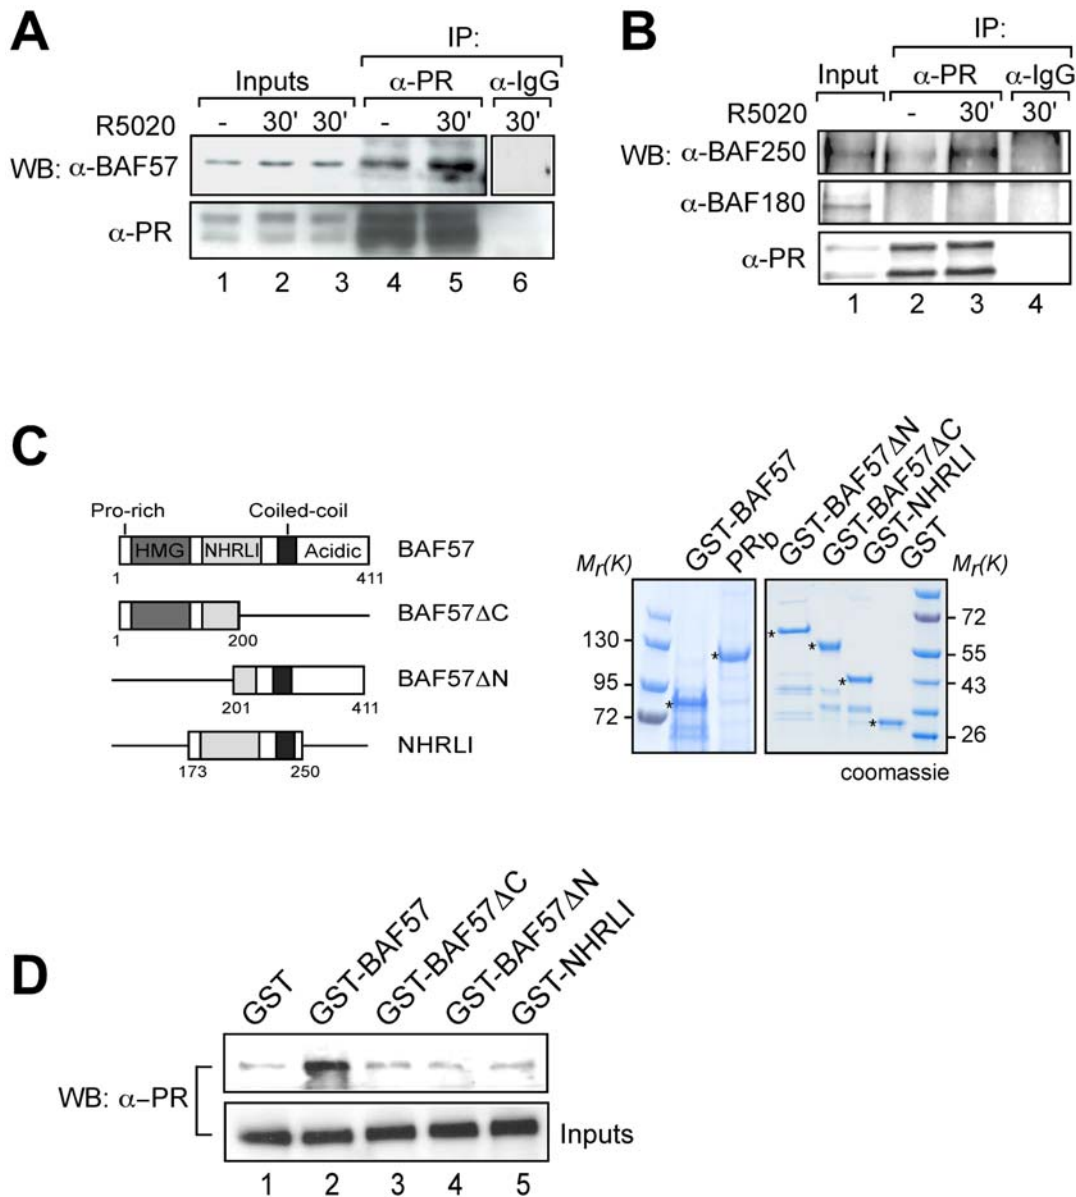 A
IP:
Inputs α-PR α-IgG
R5020 - 30' 30' - 30' 30'
WB: α-BAF57
α-PR
1 2 3 4 5 6
B
IP:
Input α-PR α-IgG
R5020 - 30' 30'
WB: α-BAF250
α-BAF180
α-PR
1 2 3 4
C
Pro-rich Coiled-coil
HMG NHRLI Acidic BAF57
1 411
BAF57ΔC
1 200
BAF57ΔN
201 411
NHRLI
173 250
GST-BAF57
PRb
GST-BAF57ΔN
GST-BAF57ΔC
GST-NHRLI
GST
Mr(K) Mr(K)
130
95
72
72
55
43
26
* * * * * *
coomassie
D
GST
GST-BAF57
GST-BAF57ΔC
GST-BAF57ΔN
GST-NHRLI
WB: α–PR
Inputs
1 2 3 4 5